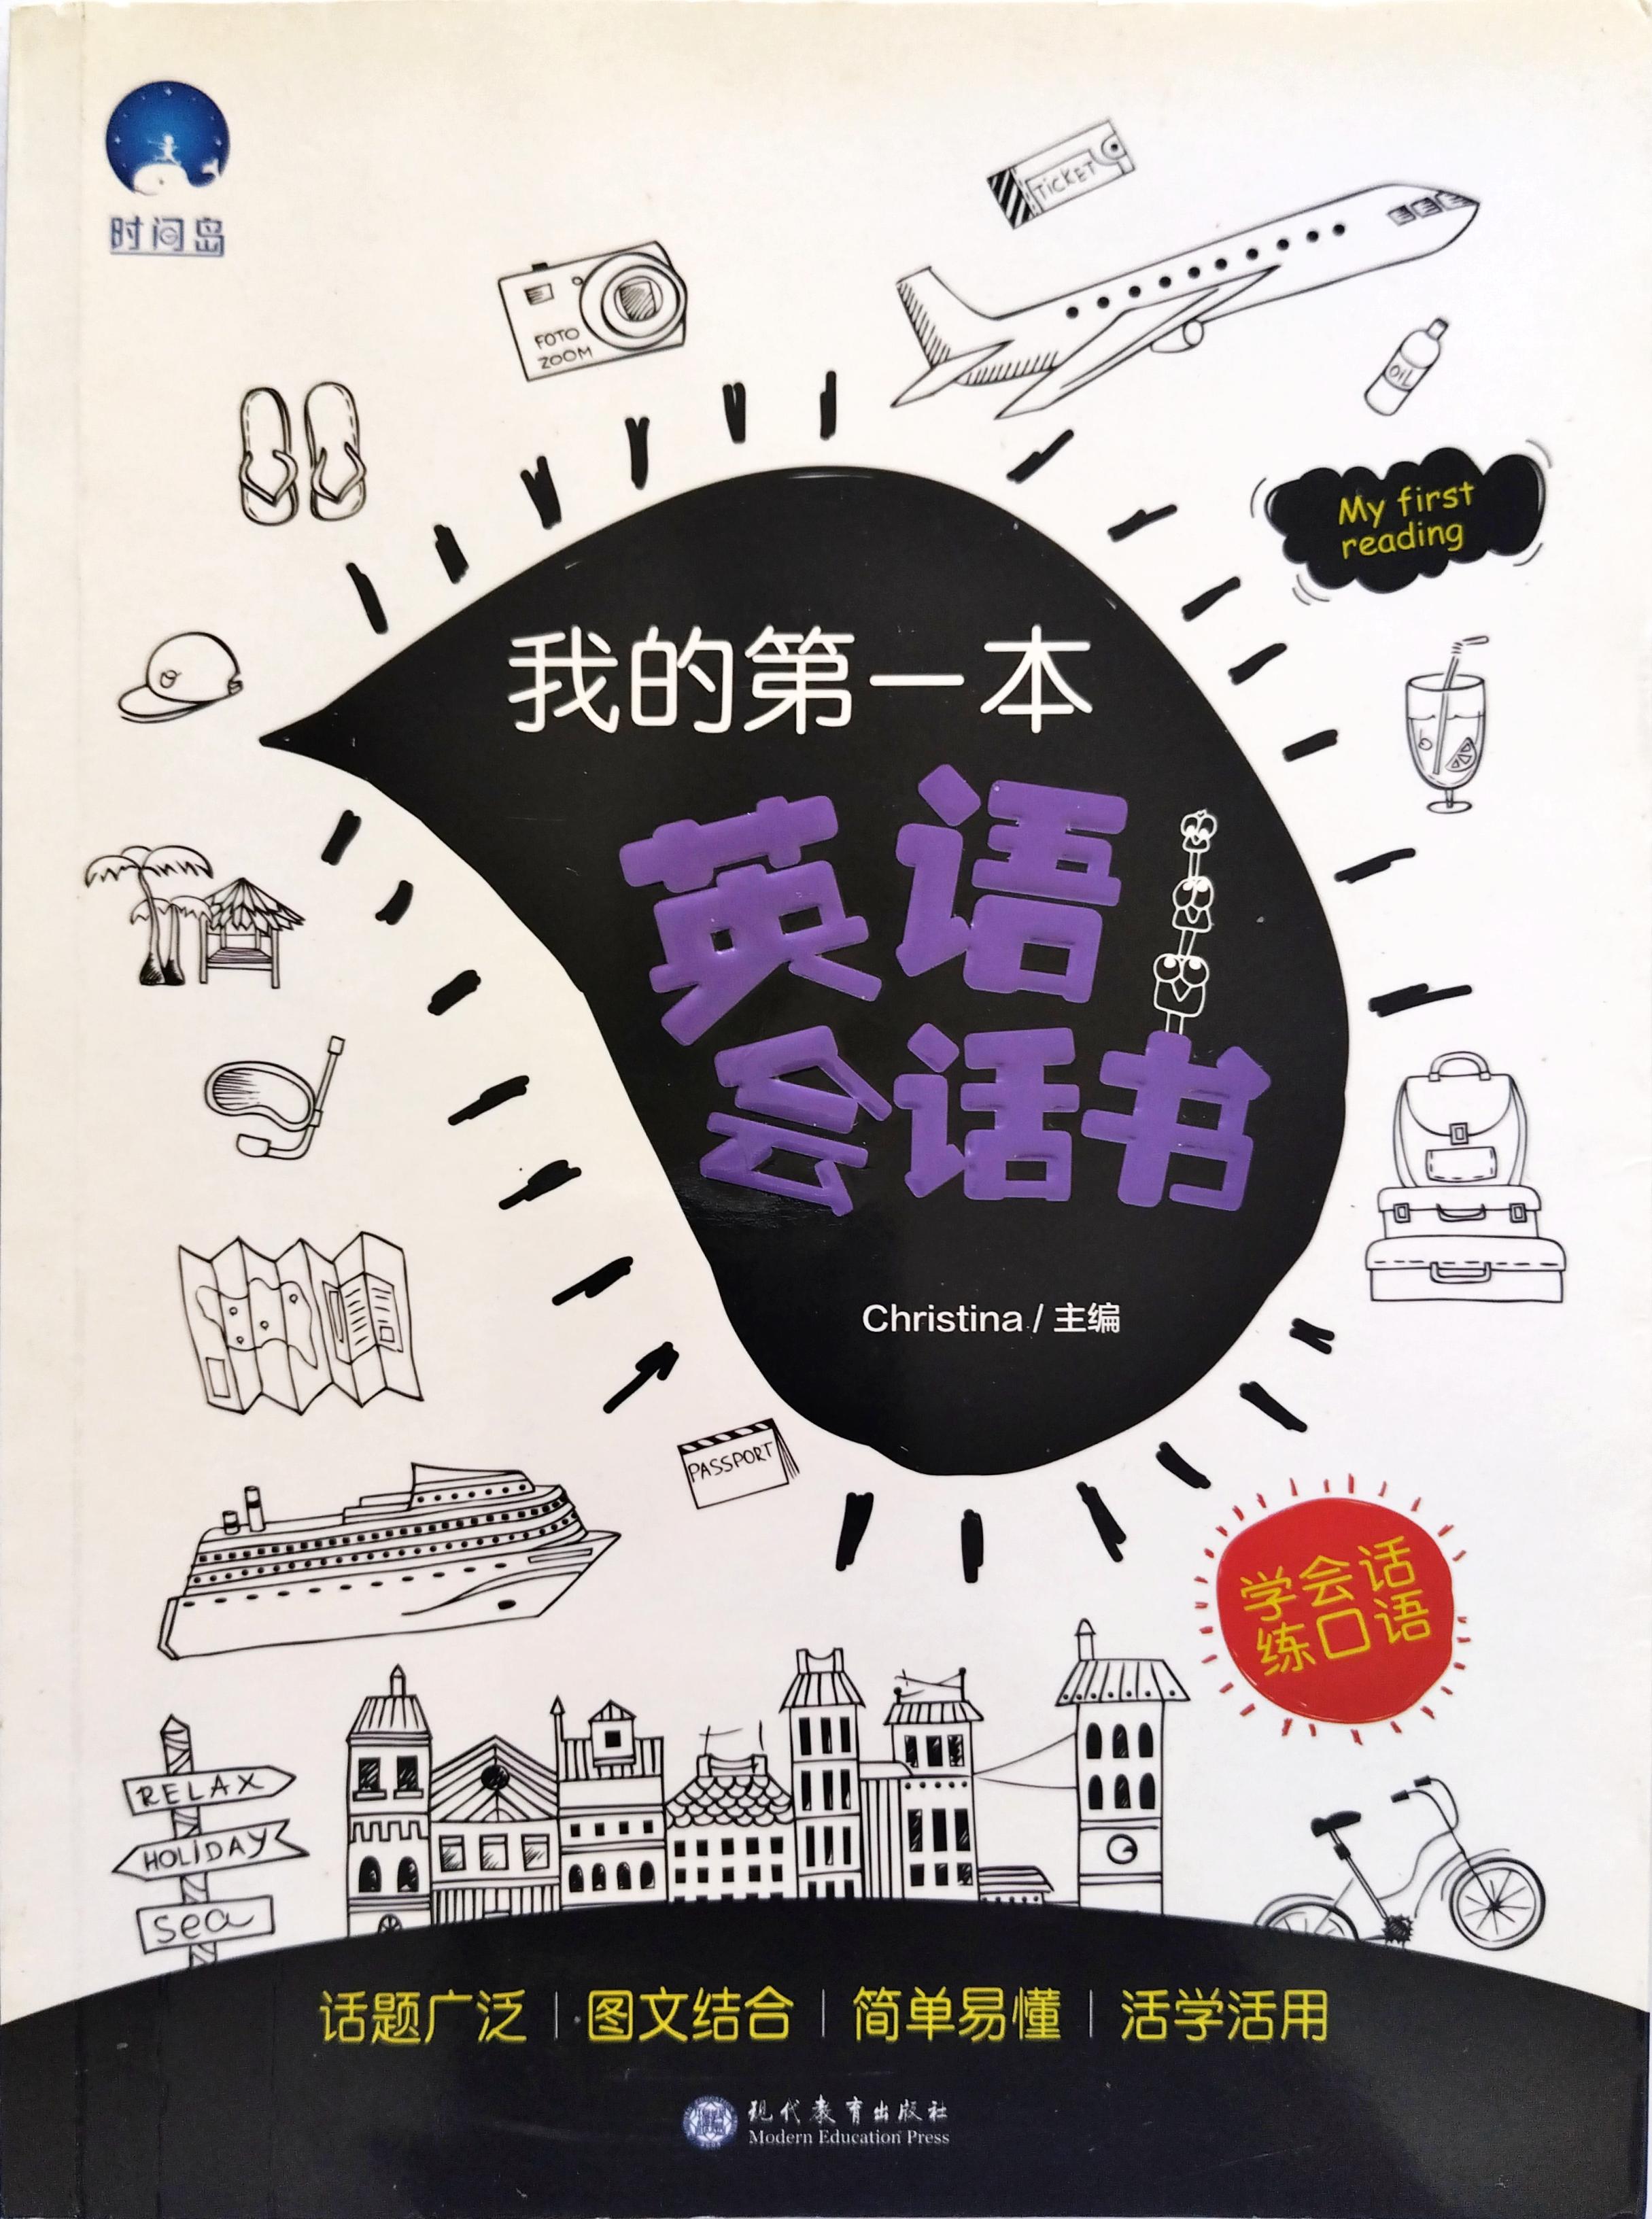 时间岛
TICKET
FOTO
ZOOM
OIL
My first
reading
我的第一本
英语
会话书
Christina / 主编
PASSPORT
学会话
练口语
RELAX
HOLIDAY
sea
话题广泛 | 图文结合 | 简单易懂 | 活学活用
现代教育出版社
Modern Education Press